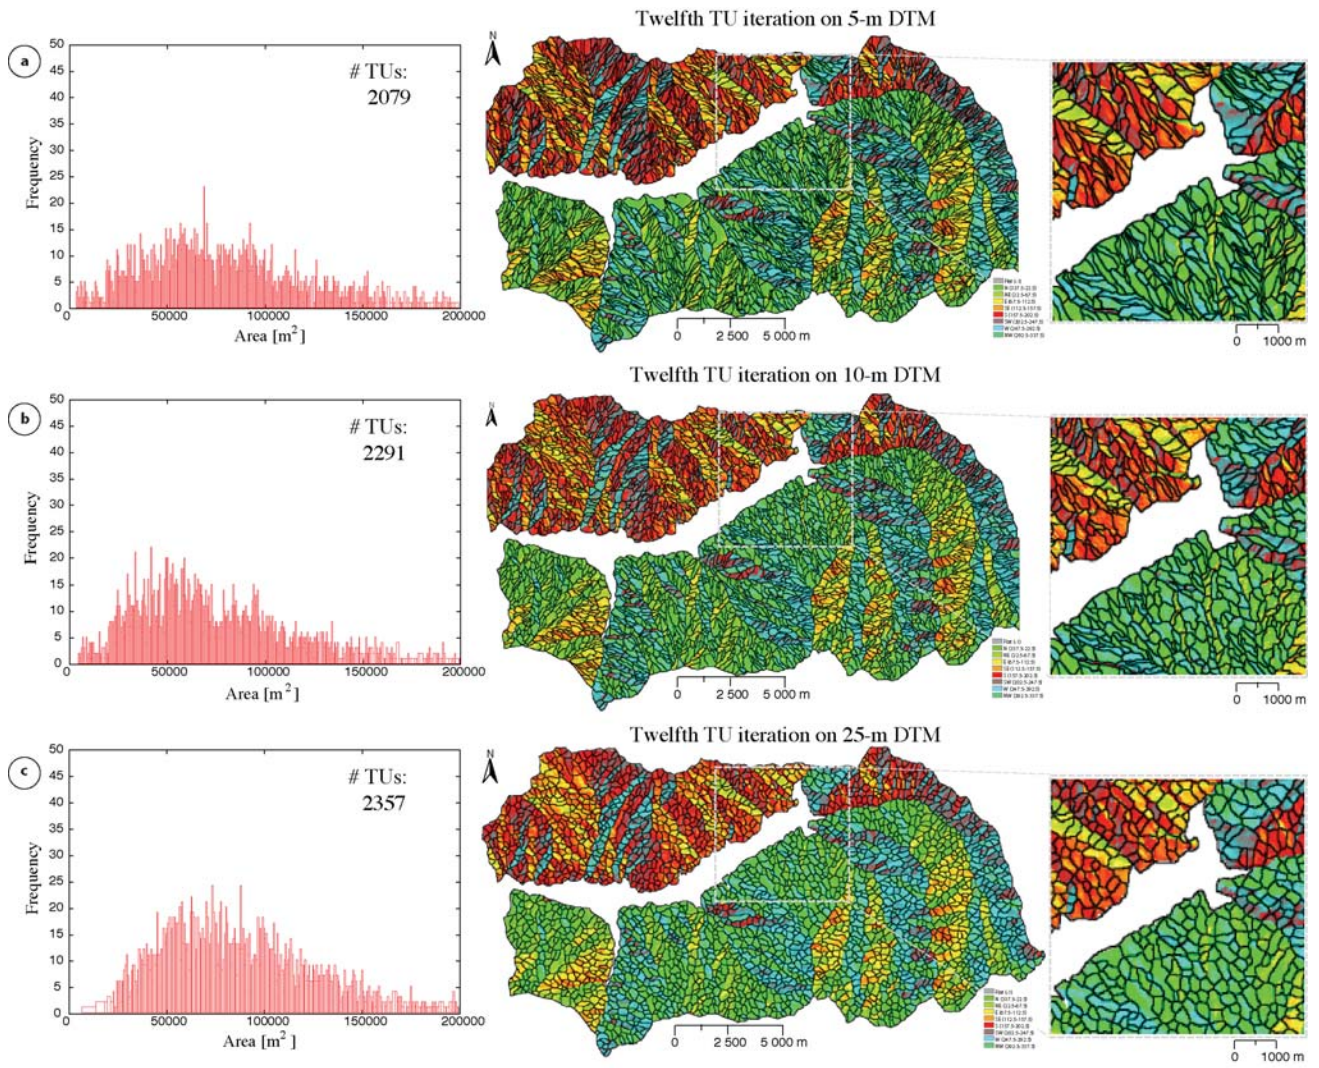 Twelfth TU iteration on 5-m DTM
a
50
45
40
35
30
25
20
15
10
5
0
Frequency
# TUs:
2079
0 50000 100000 150000 200000
Area [m²]
N
0 2 500 5 000 m
0 1000 m
Twelfth TU iteration on 10-m DTM
b
50
45
40
35
30
25
20
15
10
5
0
Frequency
# TUs:
2291
0 50000 100000 150000 200000
Area [m²]
N
0 2 500 5 000 m
0 1000 m
Twelfth TU iteration on 25-m DTM
c
50
45
40
35
30
25
20
15
10
5
0
Frequency
# TUs:
2357
0 50000 100000 150000 200000
Area [m²]
N
0 2 500 5 000 m
0 1000 m